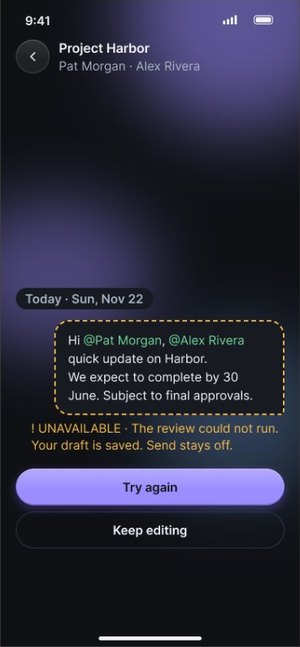 9:41
Project Harbor
Pat Morgan · Alex Rivera
Today · Sun, Nov 22
Hi @Pat Morgan, @Alex Rivera
quick update on Harbor.
We expect to complete by 30
June. Subject to final approvals.
! UNAVAILABLE · The review could not run.
Your draft is saved. Send stays off.
Try again
Keep editing